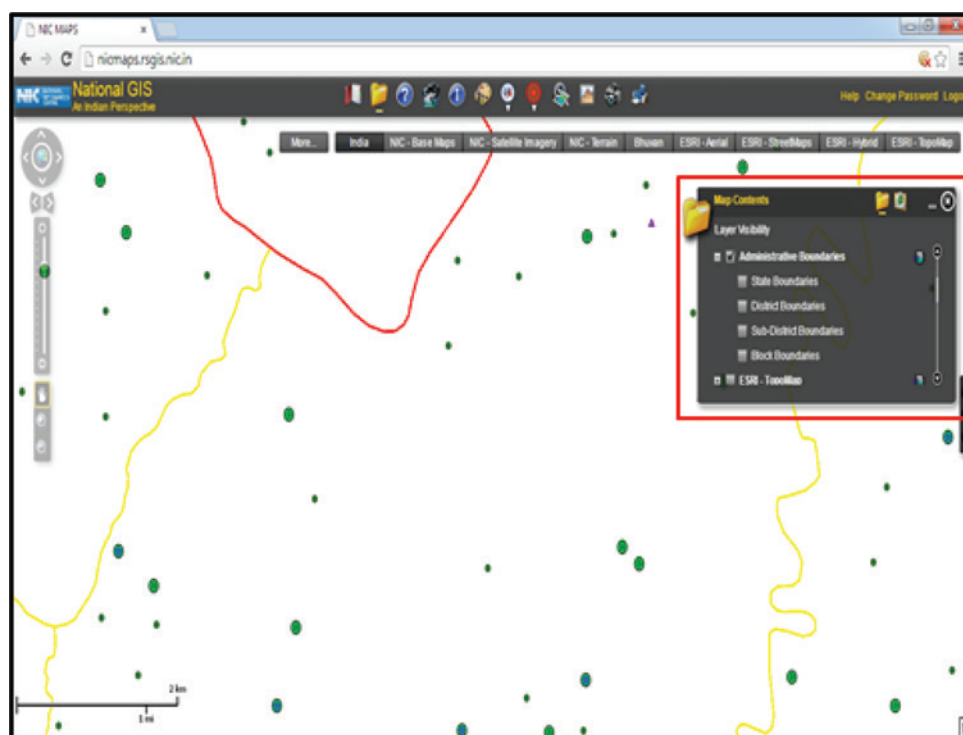 NIC MAPS
nicmaps.rsgis.nic.in
NIC
National GIS
An Indian Perspective
Help Change Password Logo
More... India NIC - Base Maps NIC - Satellite Imagery NIC - Terrain Bhuvan ESRI - Aerial ESRI - StreetMaps ESRI - Hybrid ESRI - TopoMap
Map Contents
Layer Visibility
Administrative Boundaries
State Boundaries
District Boundaries
Sub-District Boundaries
Block Boundaries
ESRI - TopoMap
2 km
1 mi